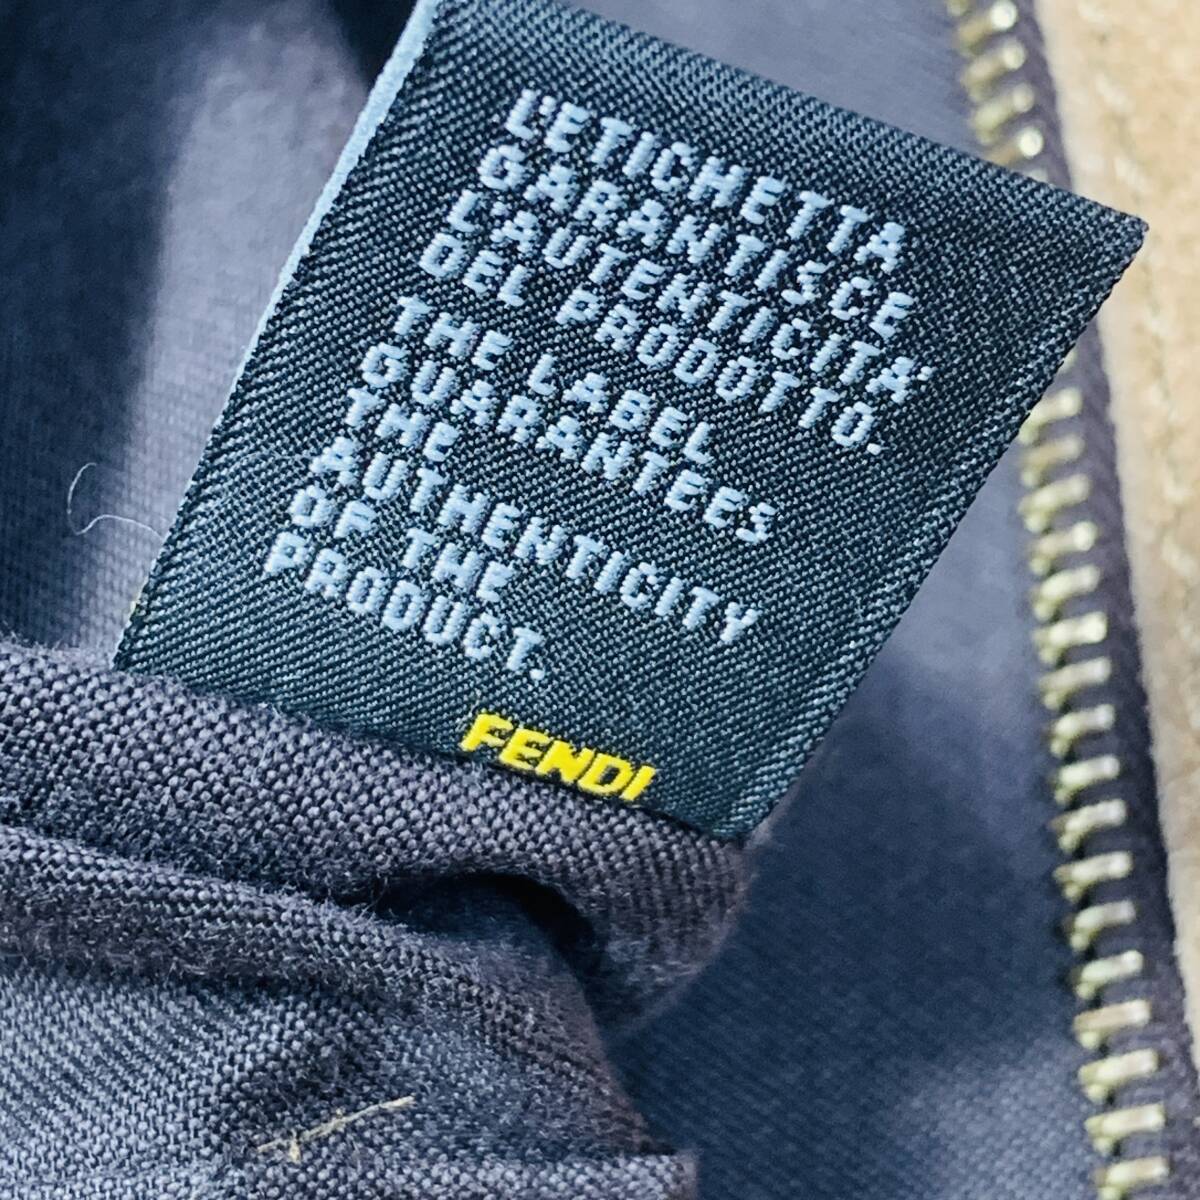 L'ETICHETTA
GARANTISCE
L'AUTENTICITA'
DEL PRODOTTO.
THE LABEL
GUARANTEES
THE
AUTHENTICITY
OF THE
PRODUCT.
FENDI